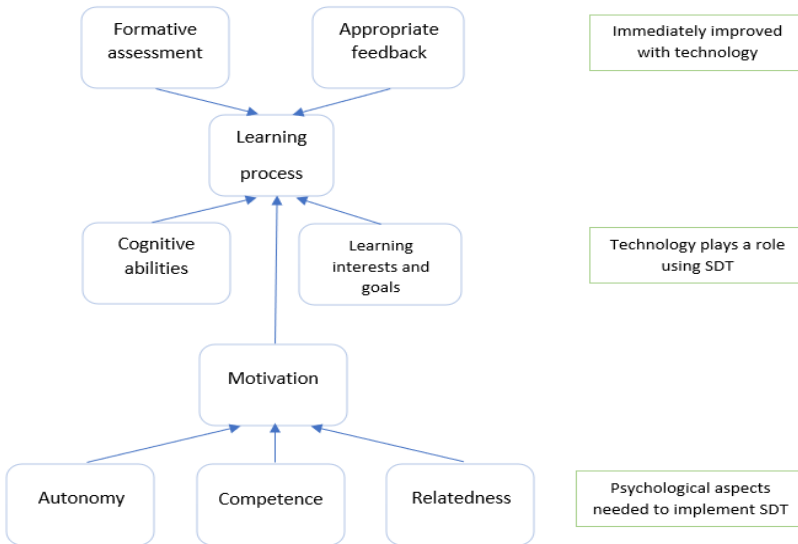 Formative
assessment
Appropriate
feedback
Immediately improved
with technology
Learning
process
Cognitive
abilities
Learning
interests and
goals
Technology plays a role
using SDT
Motivation
Autonomy
Competence
Relatedness
Psychological aspects
needed to implement SDT